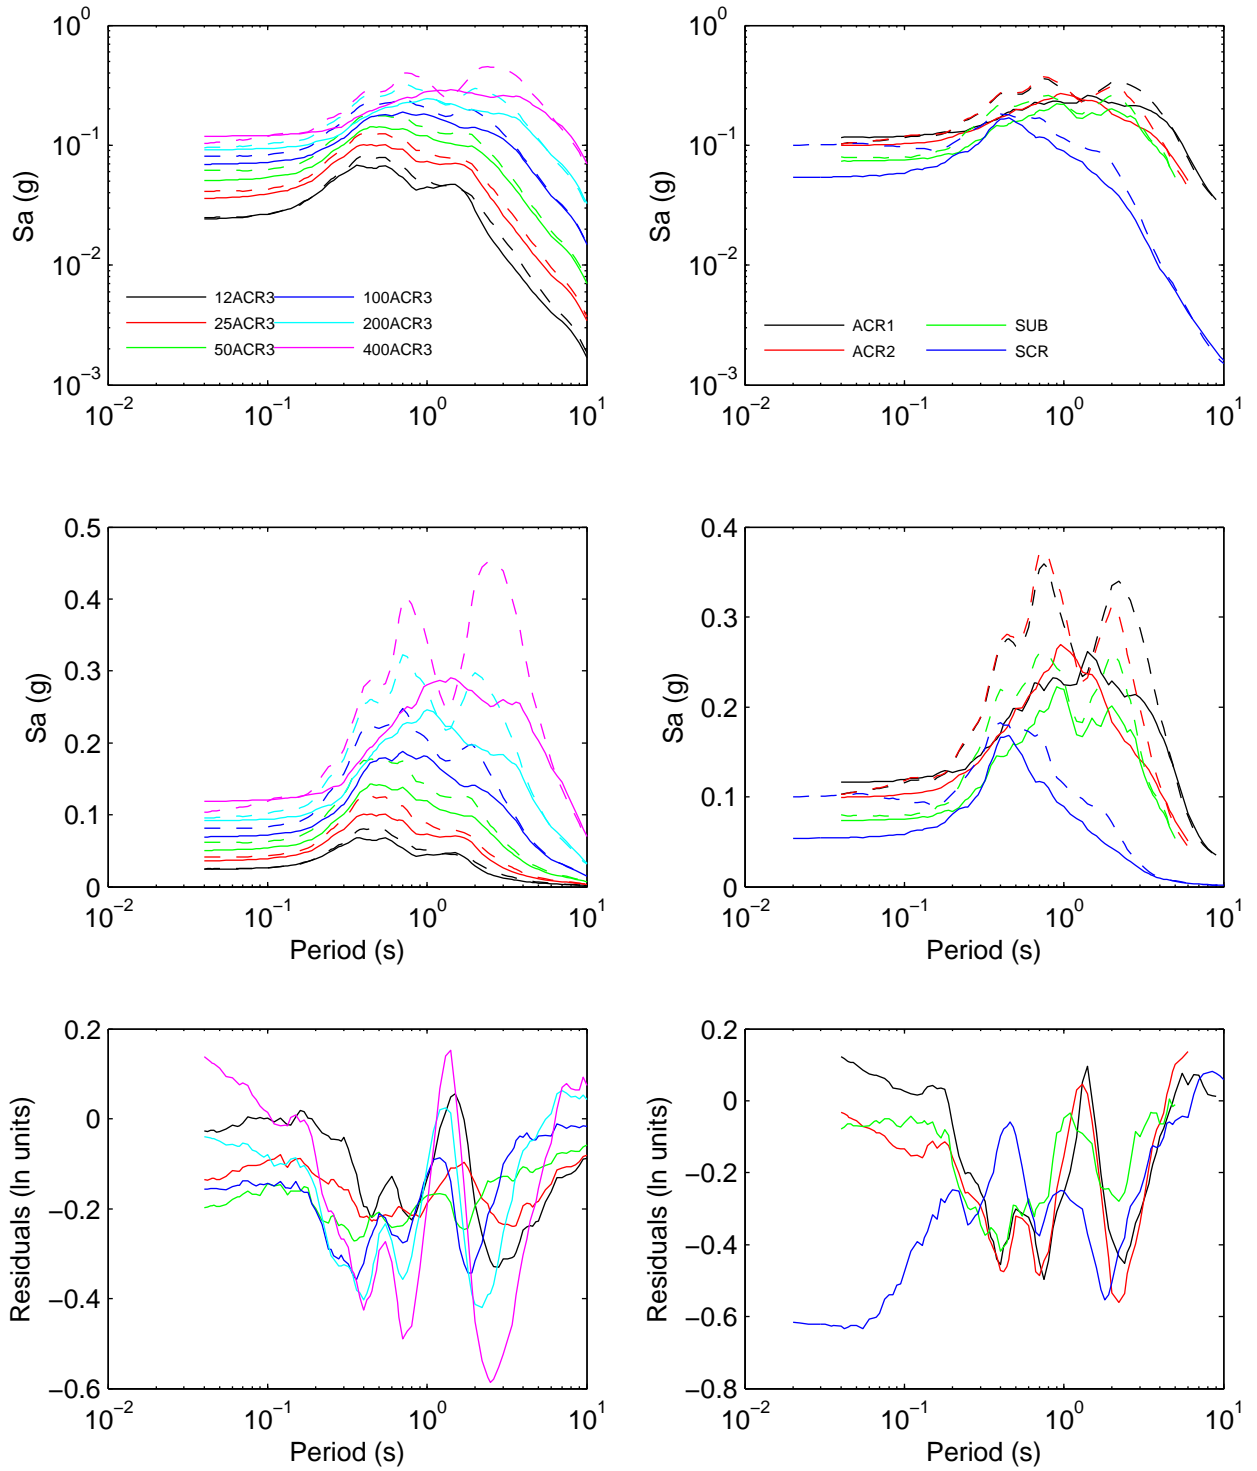 10^0
10^−1
10^−2
10^−3
Sa (g)
12ACR3
25ACR3
50ACR3
100ACR3
200ACR3
400ACR3
10^−2
10^−1
10^0
10^1
10^0
10^−1
10^−2
10^−3
Sa (g)
ACR1
ACR2
SUB
SCR
10^−2
10^−1
10^0
10^1
0.5
0.4
0.3
0.2
0.1
0
Sa (g)
10^−2
10^−1
10^0
10^1
Period (s)
0.4
0.3
0.2
0.1
0
Sa (g)
10^−2
10^−1
10^0
10^1
Period (s)
0.2
0
−0.2
−0.4
−0.6
Residuals (ln units)
10^−2
10^−1
10^0
10^1
Period (s)
0.2
0
−0.2
−0.4
−0.6
−0.8
Residuals (ln units)
10^−2
10^−1
10^0
10^1
Period (s)